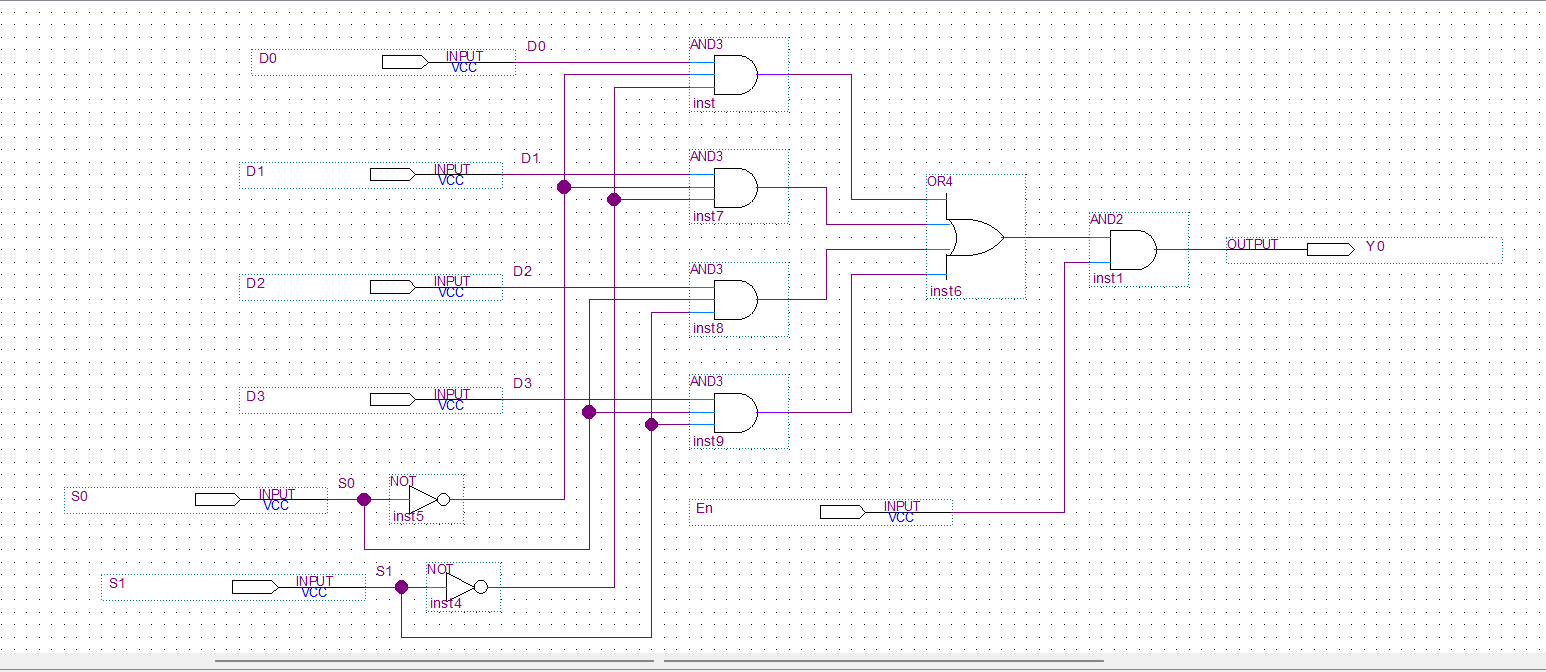 D0 INPUT VCC D0 AND3
inst
D1 INPUT VCC D1 AND3
inst7
OR4
inst6
AND2
inst1
OUTPUT Y0
D2 INPUT VCC D2 AND3
inst8
D3 INPUT VCC D3 AND3
inst9
S0 INPUT VCC S0 NOT
inst5
En INPUT VCC
S1 INPUT VCC S1 NOT
inst4